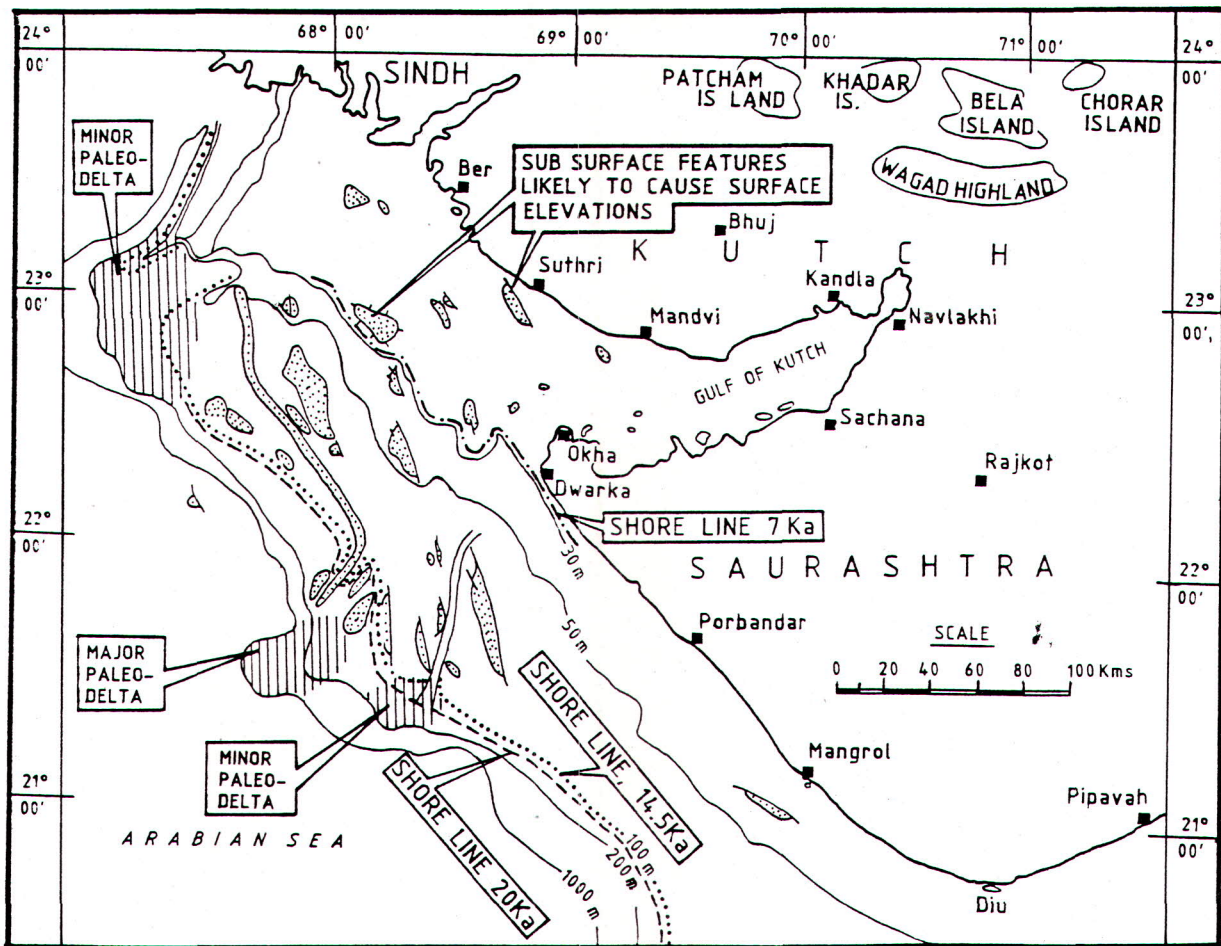 68° 00'
69° 00'
70° 00'
71° 00'
24°
00'
24°
00'
SINDH
PATCHAM
IS LAND
KHADAR
IS.
BELA
ISLAND
CHORAR
ISLAND
WAGAD HIGHLAND
MINOR
PALEO-
DELTA
Ber
SUB SURFACE FEATURES
LIKELY TO CAUSE SURFACE
ELEVATIONS
Bhuj
KUTCH
Suthri
Kandla
23°
00'
23°
00',
Mandvi
Navlakhi
GULF OF KUTCH
Sachana
Okha
Dwarka
Rajkot
SHORE LINE 7 Ka
22°
00'
22°
00'
30 m
SAURASHTRA
50 m
Porbandar
SCALE
0 20 40 60 80 100 Kms
MAJOR
PALEO-
DELTA
MINOR
PALEO-
DELTA
SHORE LINE, 14.5Ka
SHORE LINE 20Ka
Mangrol
Pipavah
21°
00'
21°
00'
ARABIAN SEA
100 m
200 m
1000 m
Diu